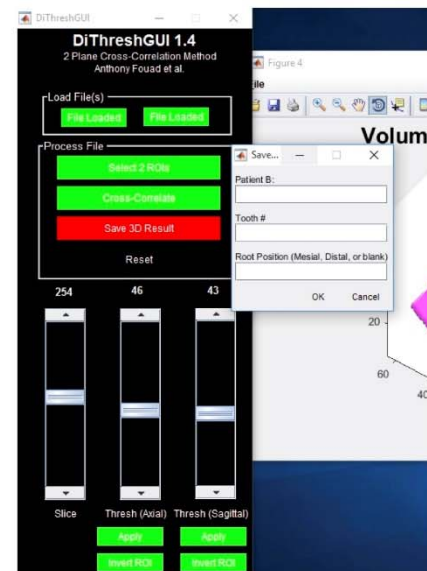 DiThreshGUI
DiThreshGUI 1.4
2 Plane Cross-Correlation Method
Anthony Fouad et al.
Load File(s)
File Loaded
File Loaded
Process File
Select 2 ROIs
Cross-Correlate
Save 3D Result
Reset
254 46 43
Slice Thresh (Axial) Thresh (Sagittal)
Apply Apply
Invert ROI Invert ROI
Figure 4
File
Volum
Save...
Patient B:
Tooth #
Root Position (Mesial, Distal, or blank)
OK Cancel
20
60
40